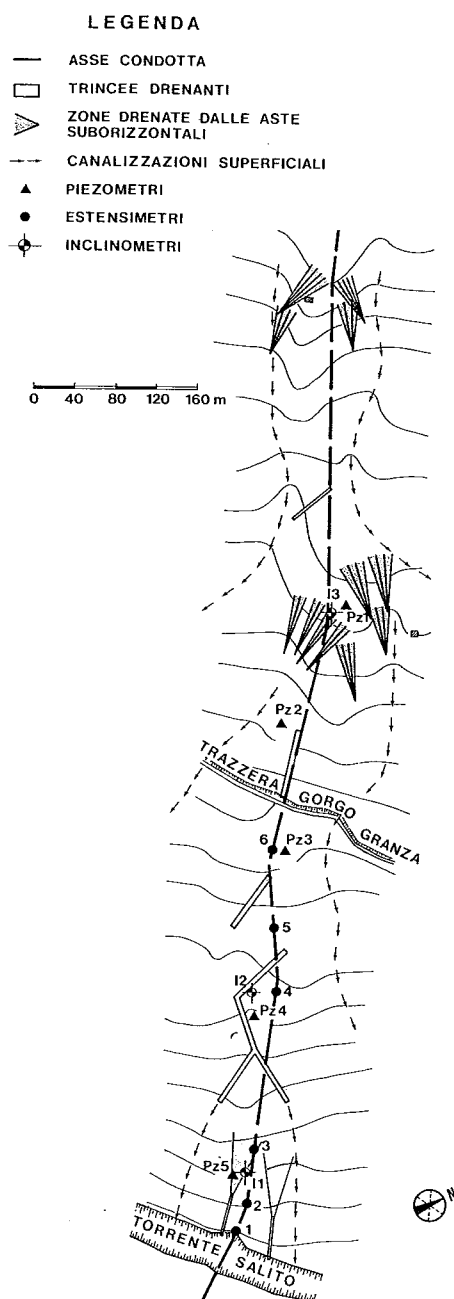 LEGENDA
ASSE CONDOTTA
TRINCEE DRENANTI
ZONE DRENATE DALLE ASTE
SUBORIZZONTALI
CANALIZZAZIONI SUPERFICIALI
PIEZOMETRI
ESTENSIMETRI
INCLINOMETRI
0 40 80 120 160 m
I3
Pz1
Pz2
TRAZZERA GORGO GRANZA
6
Pz3
5
I2
4
Pz4
3
Pz5
I1
2
N
1
TORRENTE SALITO